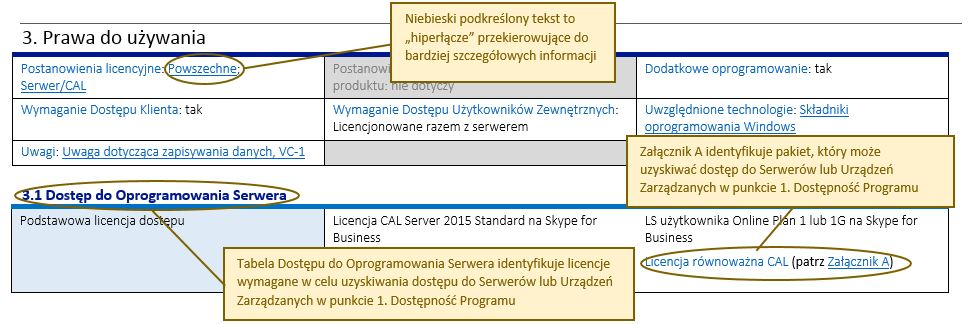 Niebieski podkreślony tekst to
„hiperłącze” przekierowujące do
bardziej szczegółowych informacji
3. Prawa do używania
Postanowienia licencyjne: Powszechne;
Serwer/CAL
Postanowi
produktu: nie dotyczy
Dodatkowe oprogramowanie: tak
Wymaganie Dostępu Klienta: tak
Wymaganie Dostępu Użytkowników Zewnętrznych:
Licencjonowane razem z serwerem
Uwzględnione technologie: Składniki
oprogramowania Windows
Uwagi: Uwaga dotycząca zapisywania danych, VC-1
Załącznik A identyfikuje pakiet, który może
uzyskiwać dostęp do Serwerów lub Urządzeń
Zarządzanych w punkcie 1. Dostępność Programu
3.1 Dostęp do Oprogramowania Serwera
Podstawowa licencja dostępu
Licencja CAL Server 2015 Standard na Skype for
Business
LS użytkownika Online Plan 1 lub 1G na Skype for
Business
Licencja równoważna CAL (patrz Załącznik A)
Tabela Dostępu do Oprogramowania Serwera identyfikuje licencje
wymagane w celu uzyskiwania dostępu do Serwerów lub Urządzeń
Zarządzanych w punkcie 1. Dostępność Programu